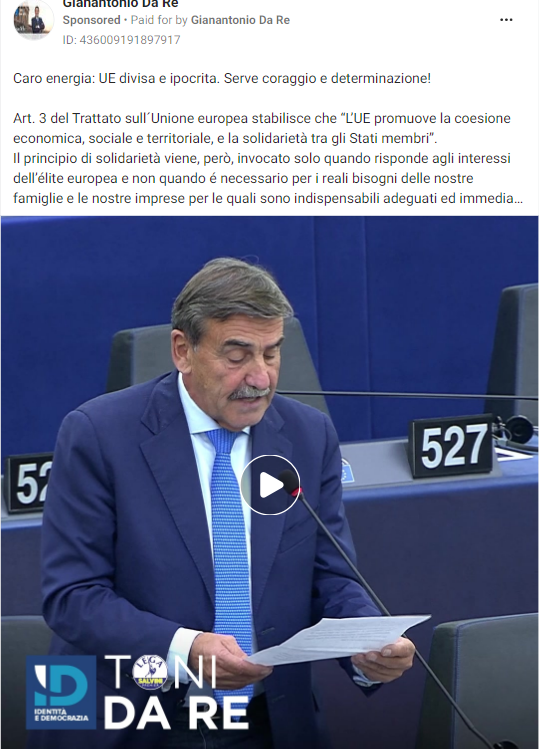 Gianantonio Da Re
Sponsored • Paid for by Gianantonio Da Re
ID: 436009191897917
Caro energia: UE divisa e ipocrita. Serve coraggio e determinazione!
Art. 3 del Trattato sull´Unione europea stabilisce che “L’UE promuove la coesione
economica, sociale e territoriale, e la solidarietà tra gli Stati membri”.
Il principio di solidarietà viene, però, invocato solo quando risponde agli interessi
dell’élite europea e non quando é necessario per i reali bisogni delle nostre
famiglie e le nostre imprese per le quali sono indispensabili adeguati ed immedia...
527
52
ID
IDENTITÀ
E DEMOCRAZIA
TONI
LEGA
SALVINI
DA RE